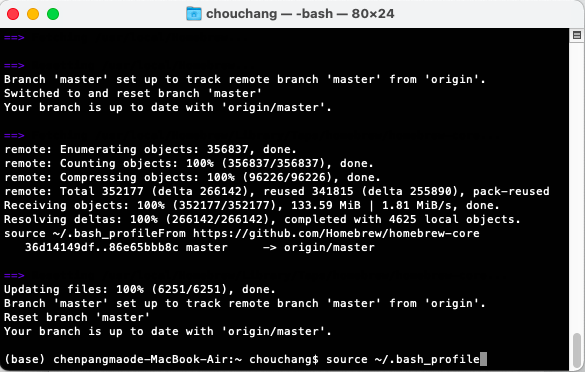 chouchang — -bash — 80×24
==>
==>
Branch 'master' set up to track remote branch 'master' from 'origin'.
Switched to and reset branch 'master'
Your branch is up to date with 'origin/master'.
==>
remote: Enumerating objects: 356837, done.
remote: Counting objects: 100% (356837/356837), done.
remote: Compressing objects: 100% (96226/96226), done.
remote: Total 352177 (delta 266142), reused 341815 (delta 255890), pack-reused
Receiving objects: 100% (352177/352177), 133.59 MiB | 1.81 MiB/s, done.
Resolving deltas: 100% (266142/266142), completed with 4625 local objects.
source ~/.bash_profileFrom https://github.com/Homebrew/homebrew-core
   36d14149df..86e65bbb8c master     -> origin/master
==>
Updating files: 100% (6251/6251), done.
Branch 'master' set up to track remote branch 'master' from 'origin'.
Reset branch 'master'
Your branch is up to date with 'origin/master'.
(base) chenpangmaode-MacBook-Air:~ chouchang$ source ~/.bash_profile